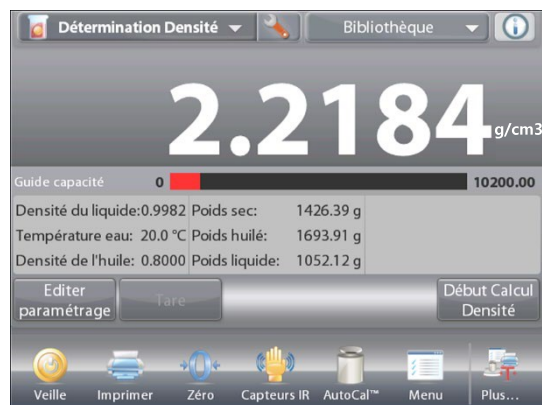 Détermination Densité Bibliothèque
2.2184 g/cm3
Guide capacité 0 10200.00
Densité du liquide:0.9982 Poids sec: 1426.39 g
Température eau: 20.0 °C Poids huilé: 1693.91 g
Densité de l'huile: 0.8000 Poids liquide: 1052.12 g
Editer paramétrage
Tare
Début Calcul Densité
Veille Imprimer Zéro Capteurs IR AutoCal™ Menu Plus...